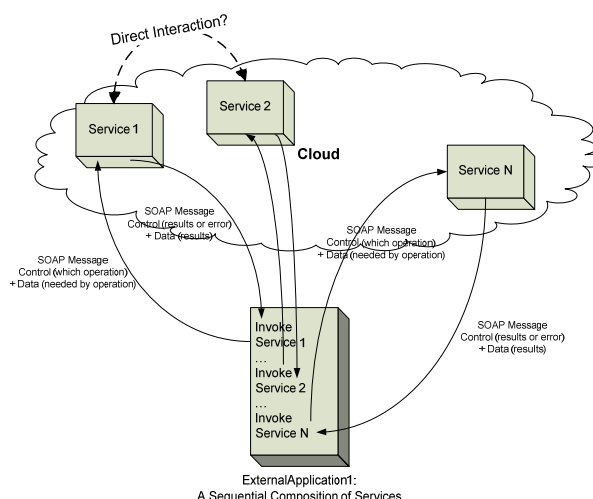 Direct Interaction?
Service 1
Service 2
Cloud
Service N
SOAP Message
Control (results or error)
+ Data (results)
SOAP Message
Control (which operation)
+ Data (needed by operation)
SOAP Message
Control (which operation)
+ Data (needed by operation)
SOAP Message
Control (results or error)
+ Data (results)
Invoke
Service 1
...
Invoke
Service 2
...
Invoke
Service N
ExternalApplication1:
A Sequential Composition of Services